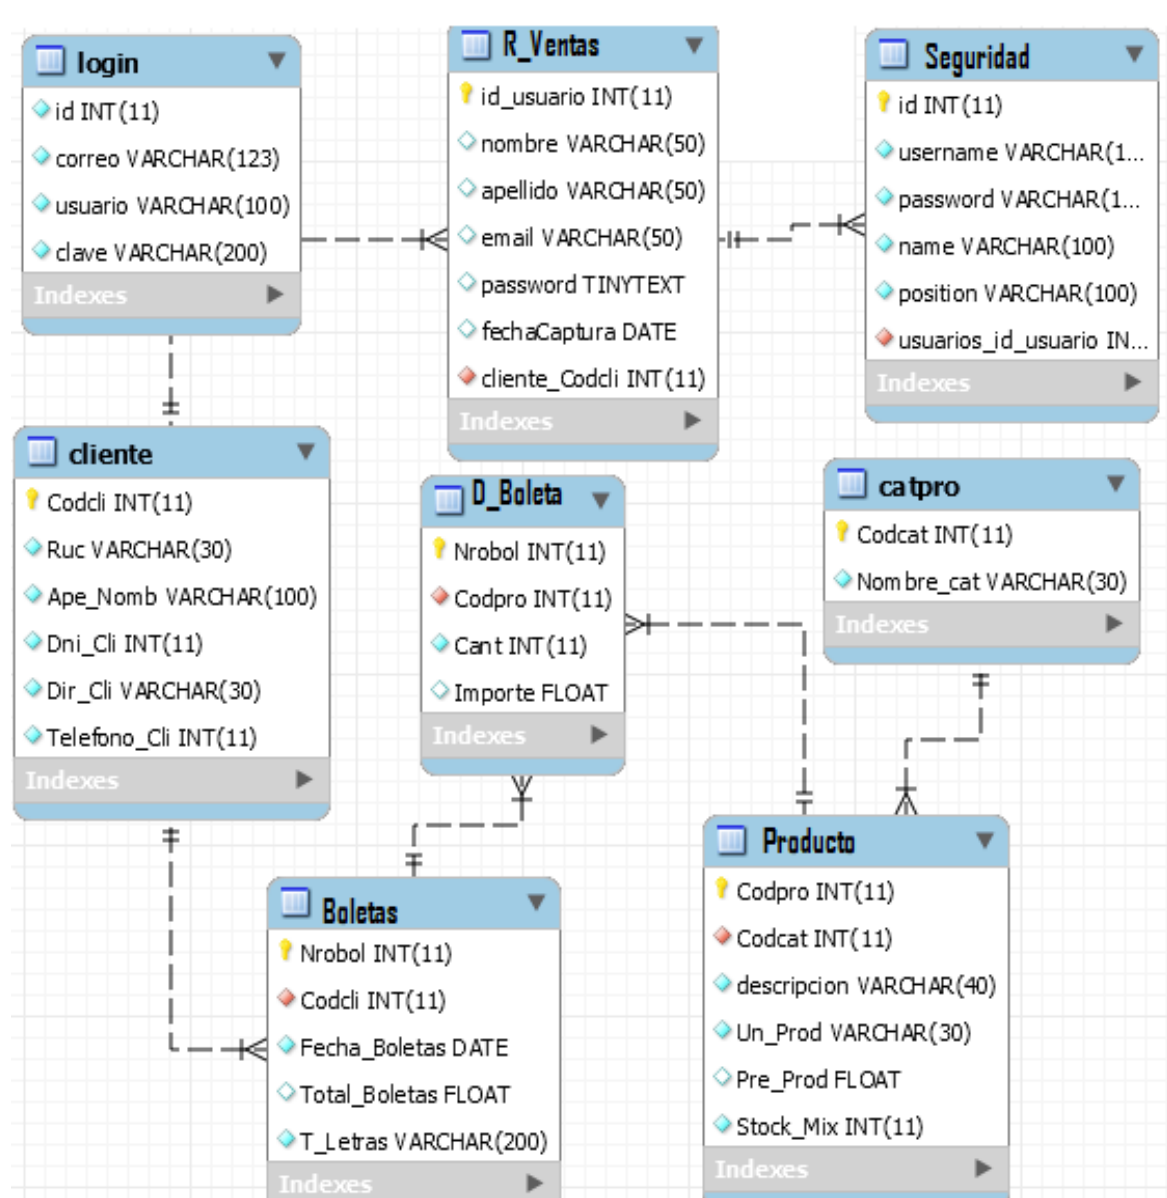 login
id INT(11)
correo VARCHAR(123)
usuario VARCHAR(100)
clave VARCHAR(200)
Indexes
R_Ventas
id_usuario INT(11)
nombre VARCHAR(50)
apellido VARCHAR(50)
email VARCHAR(50)
password TINYTEXT
fechaCaptura DATE
cliente_Codcli INT(11)
Indexes
Seguridad
id INT(11)
username VARCHAR(1...
password VARCHAR(1...
name VARCHAR(100)
position VARCHAR(100)
usuarios_id_usuario IN...
Indexes
cliente
Codcli INT(11)
Ruc VARCHAR(30)
Ape_Nomb VARCHAR(100)
Dni_Cli INT(11)
Dir_Cli VARCHAR(30)
Telefono_Cli INT(11)
Indexes
D_Boleta
Nrobol INT(11)
Codpro INT(11)
Cant INT(11)
Importe FLOAT
Indexes
catpro
Codcat INT(11)
Nombre_cat VARCHAR(30)
Indexes
Boletas
Nrobol INT(11)
Codcli INT(11)
Fecha_Boletas DATE
Total_Boletas FLOAT
T_Letras VARCHAR(200)
Indexes
Producto
Codpro INT(11)
Codcat INT(11)
descripcion VARCHAR(40)
Un_Prod VARCHAR(30)
Pre_Prod FLOAT
Stock_Mix INT(11)
Indexes